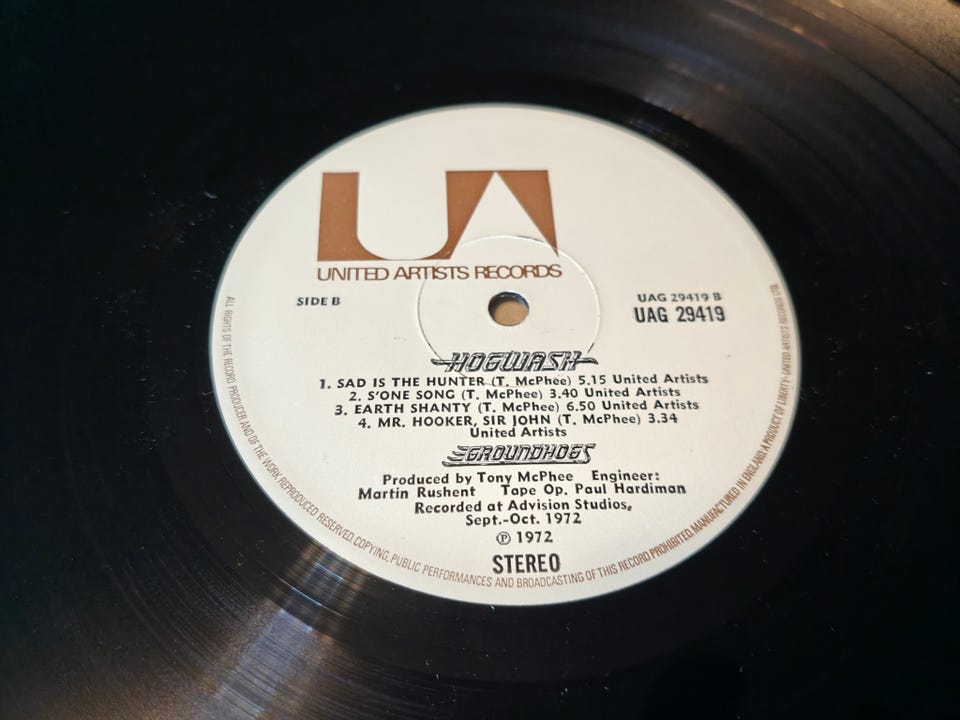 UA
UNITED ARTISTS RECORDS
SIDE B
UAG 29419 B
UAG 29419
HOGWASH
1. SAD IS THE HUNTER (T. McPHEE) 5.15 United Artists
2. S'ONE SONG (T. McPhee) 3.40 United Artists
3. EARTH SHANTY (T. McPhee) 6.50 United Artists
4. MR. HOOKER, SIR JOHN (T. McPhee) 3.34
United Artists
GROUNDHOGS
Produced by Tony McPhee Engineer:
Martin Rushent Tape Op. Paul Hardiman
Recorded at Advision Studios,
Sept.-Oct. 1972
℗ 1972
STEREO
ALL RIGHTS OF THE RECORD PRODUCER AND OF THE WORK REPRODUCED RESERVED. COPYING, PUBLIC PERFORMANCES AND BROADCASTING OF THIS RECORD PROHIBITED. MANUFACTURED IN ENGLAND. A PRODUCT OF LIBERTY-UNITED ARTISTS RECORDS LTD.